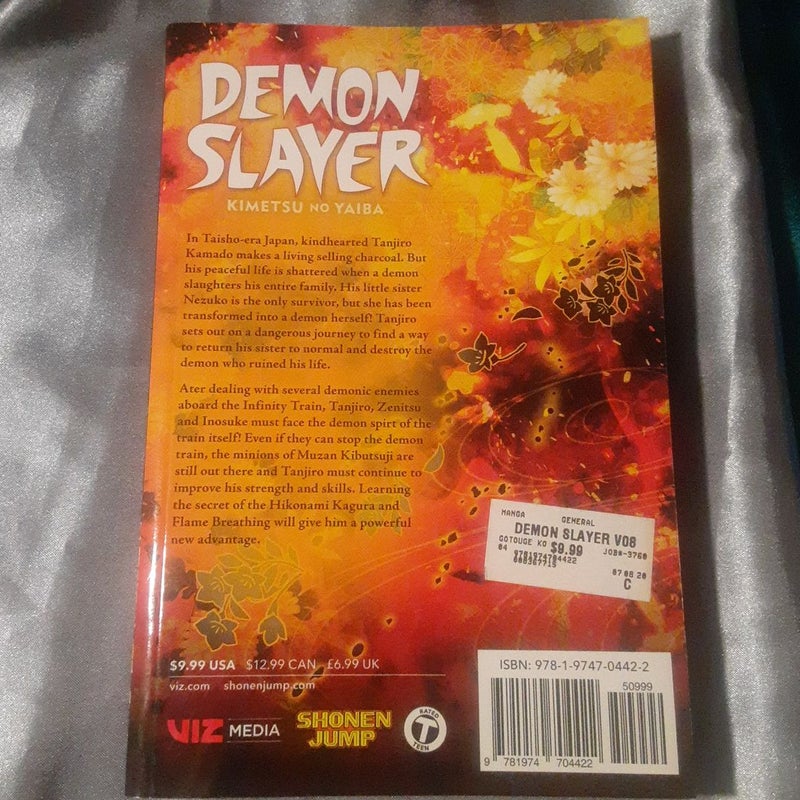 DEMON
SLAYER
KIMETSU NO YAIBA
In Taisho-era Japan, kindhearted Tanjiro
Kamado makes a living selling charcoal. But
his peaceful life is shattered when a demon
slaughters his entire family. His little sister
Nezuko is the only survivor, but she has been
transformed into a demon herself! Tanjiro
sets out on a dangerous journey to find a way
to return his sister to normal and destroy the
demon who ruined his life.
Ater dealing with several demonic enemies
aboard the Infinity Train, Tanjiro, Zenitsu
and Inosuke must face the demon spirt of the
train itself! Even if they can stop the demon
train, the minions of Muzan Kibutsuji are
still out there and Tanjiro must continue to
improve his strength and skills. Learning
the secret of the Hikonami Kagura and
Flame Breathing will give him a powerful
new advantage.
MANGA GENERAL
DEMON SLAYER V08
GOTOUGE KO $9.99 JOBB-3760
04 9781974704422
07 08 20
C
$9.99 USA $12.99 CAN £6.99 UK
viz.com shonenjump.com
VIZ MEDIA
SHONEN
JUMP
RATED
T
TEEN
ISBN: 978-1-9747-0442-2
50999
9 781974 704422